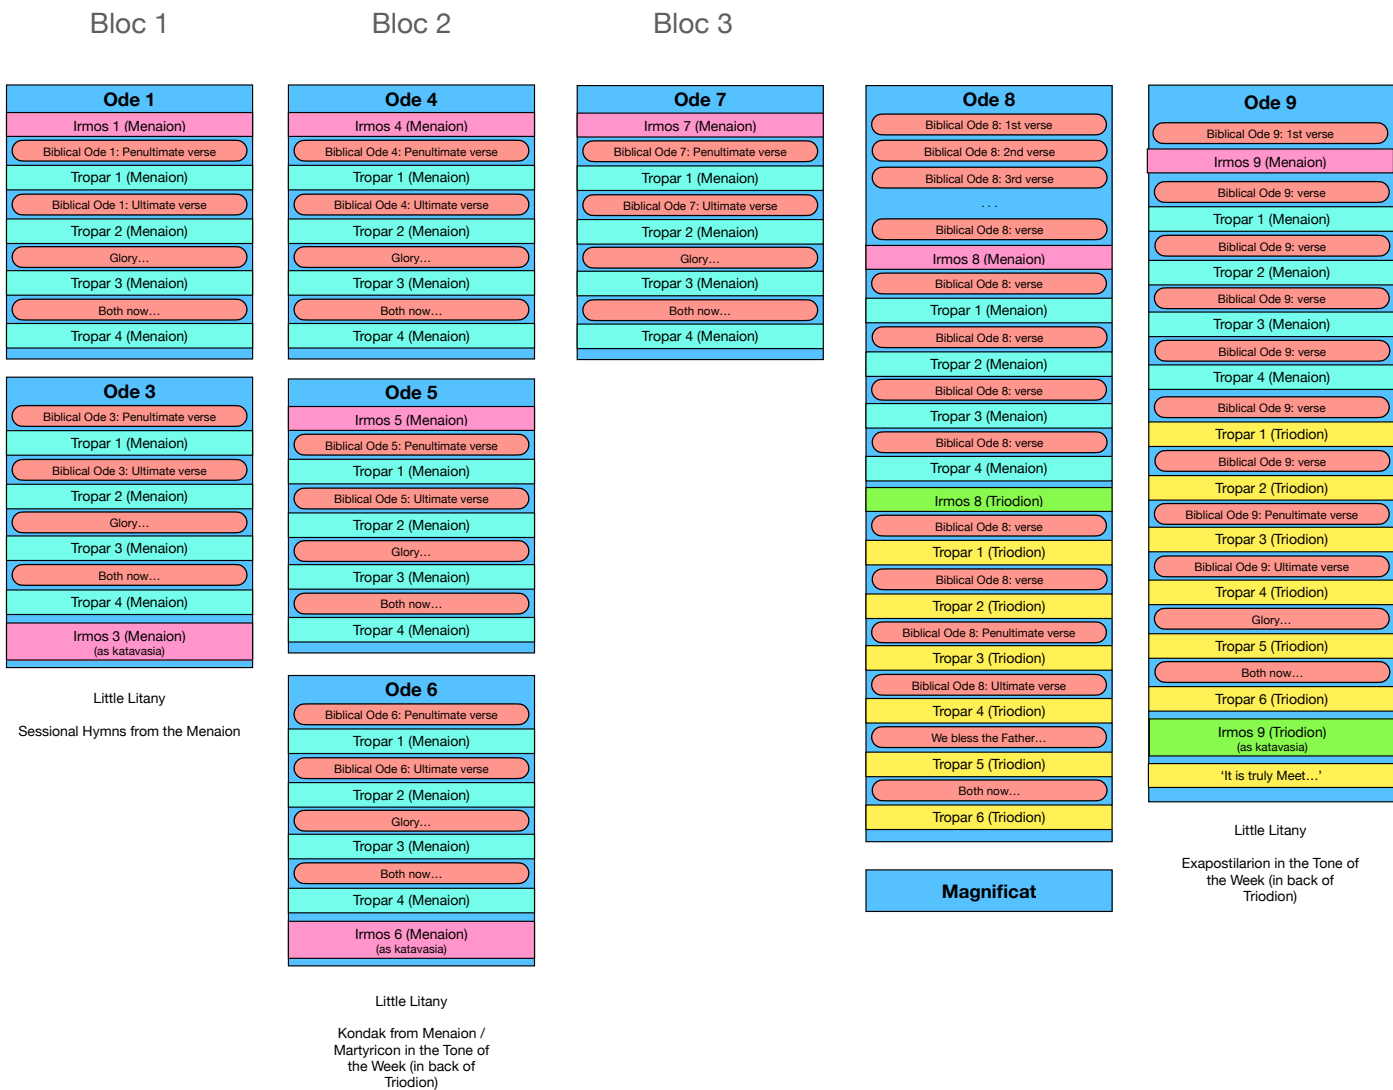 Bloc 1
Bloc 2
Bloc 3
Ode 1
Irmos 1 (Menaion)
Biblical Ode 1: Penultimate verse
Tropar 1 (Menaion)
Biblical Ode 1: Ultimate verse
Tropar 2 (Menaion)
Glory...
Tropar 3 (Menaion)
Both now...
Tropar 4 (Menaion)
Ode 3
Biblical Ode 3: Penultimate verse
Tropar 1 (Menaion)
Biblical Ode 3: Ultimate verse
Tropar 2 (Menaion)
Glory...
Tropar 3 (Menaion)
Both now...
Tropar 4 (Menaion)
Irmos 3 (Menaion)
(as katavasia)
Little Litany
Sessional Hymns from the Menaion
Ode 4
Irmos 4 (Menaion)
Biblical Ode 4: Penultimate verse
Tropar 1 (Menaion)
Biblical Ode 4: Ultimate verse
Tropar 2 (Menaion)
Glory...
Tropar 3 (Menaion)
Both now...
Tropar 4 (Menaion)
Ode 5
Irmos 5 (Menaion)
Biblical Ode 5: Penultimate verse
Tropar 1 (Menaion)
Biblical Ode 5: Ultimate verse
Tropar 2 (Menaion)
Glory...
Tropar 3 (Menaion)
Both now...
Tropar 4 (Menaion)
Ode 6
Biblical Ode 6: Penultimate verse
Tropar 1 (Menaion)
Biblical Ode 6: Ultimate verse
Tropar 2 (Menaion)
Glory...
Tropar 3 (Menaion)
Both now...
Tropar 4 (Menaion)
Irmos 6 (Menaion)
(as katavasia)
Little Litany
Kondak from Menaion /
Martyricon in the Tone of
the Week (in back of
Triodion)
Ode 7
Irmos 7 (Menaion)
Biblical Ode 7: Penultimate verse
Tropar 1 (Menaion)
Biblical Ode 7: Ultimate verse
Tropar 2 (Menaion)
Glory...
Tropar 3 (Menaion)
Both now...
Tropar 4 (Menaion)
Ode 8
Biblical Ode 8: 1st verse
Biblical Ode 8: 2nd verse
Biblical Ode 8: 3rd verse
. . .
Biblical Ode 8: verse
Irmos 8 (Menaion)
Biblical Ode 8: verse
Tropar 1 (Menaion)
Biblical Ode 8: verse
Tropar 2 (Menaion)
Biblical Ode 8: verse
Tropar 3 (Menaion)
Biblical Ode 8: verse
Tropar 4 (Menaion)
Irmos 8 (Triodion)
Biblical Ode 8: verse
Tropar 1 (Triodion)
Biblical Ode 8: verse
Tropar 2 (Triodion)
Biblical Ode 8: Penultimate verse
Tropar 3 (Triodion)
Biblical Ode 8: Ultimate verse
Tropar 4 (Triodion)
We bless the Father...
Tropar 5 (Triodion)
Both now...
Tropar 6 (Triodion)
Magnificat
Ode 9
Biblical Ode 9: 1st verse
Irmos 9 (Menaion)
Biblical Ode 9: verse
Tropar 1 (Menaion)
Biblical Ode 9: verse
Tropar 2 (Menaion)
Biblical Ode 9: verse
Tropar 3 (Menaion)
Biblical Ode 9: verse
Tropar 4 (Menaion)
Biblical Ode 9: verse
Tropar 1 (Triodion)
Biblical Ode 9: verse
Tropar 2 (Triodion)
Biblical Ode 9: Penultimate verse
Tropar 3 (Triodion)
Biblical Ode 9: Ultimate verse
Tropar 4 (Triodion)
Glory...
Tropar 5 (Triodion)
Both now...
Tropar 6 (Triodion)
Irmos 9 (Triodion)
(as katavasia)
‘It is truly Meet...’
Little Litany
Exapostilarion in the Tone of
the Week (in back of
Triodion)